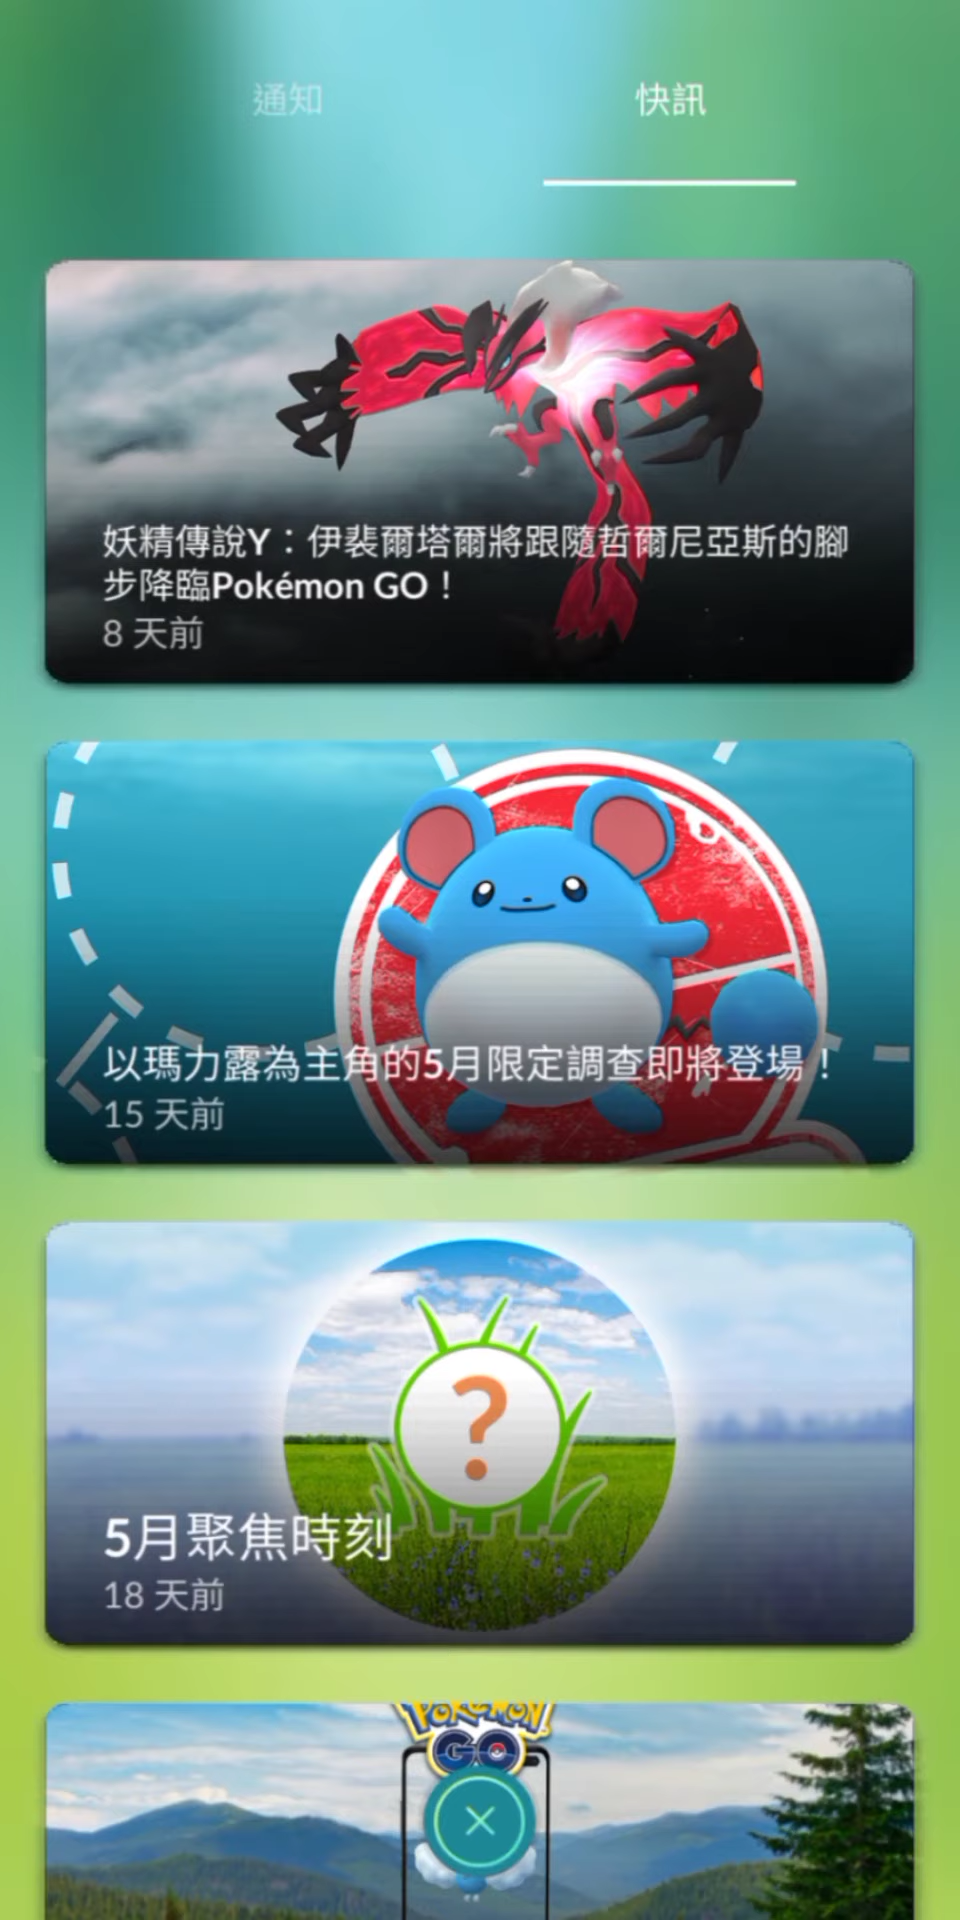 通知
快訊
妖精傳說Y：伊裴爾塔爾將跟隨哲爾尼亞斯的腳
步降臨Pokémon GO！
8 天前
以瑪力露為主角的5月限定調查即將登場！
15 天前
5月聚焦時刻
18 天前
POKÉMON
GO